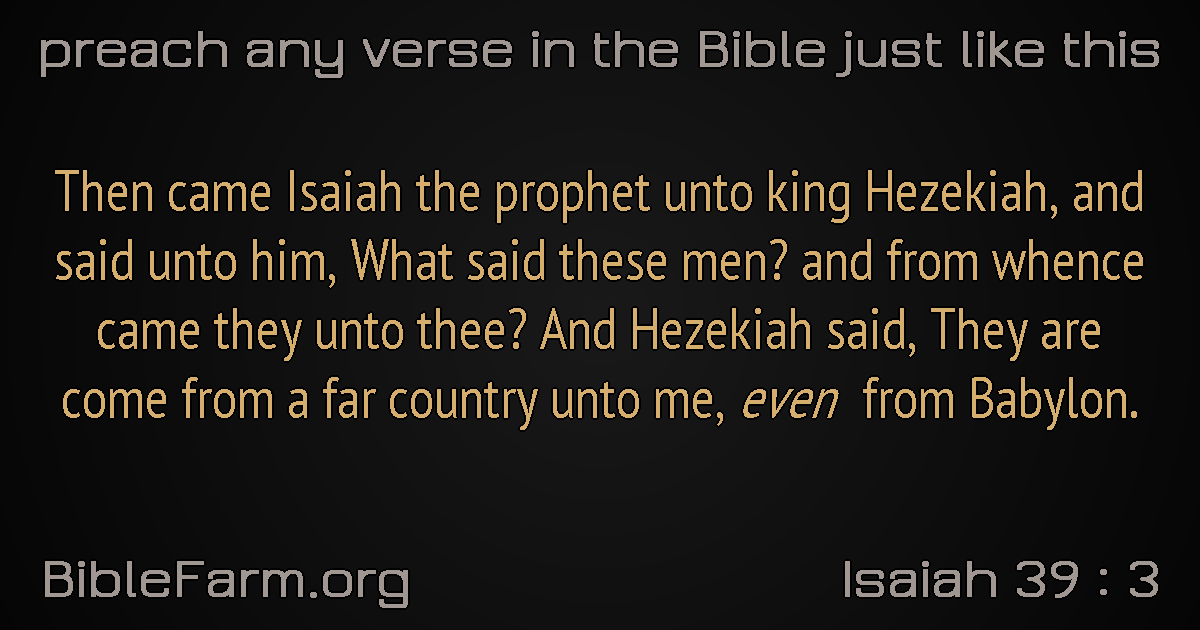 preach any verse in the Bible just like this
Then came Isaiah the prophet unto king Hezekiah, and
said unto him, What said these men? and from whence
came they unto thee? And Hezekiah said, They are
come from a far country unto me, even from Babylon.
BibleFarm.org
Isaiah 39 : 3